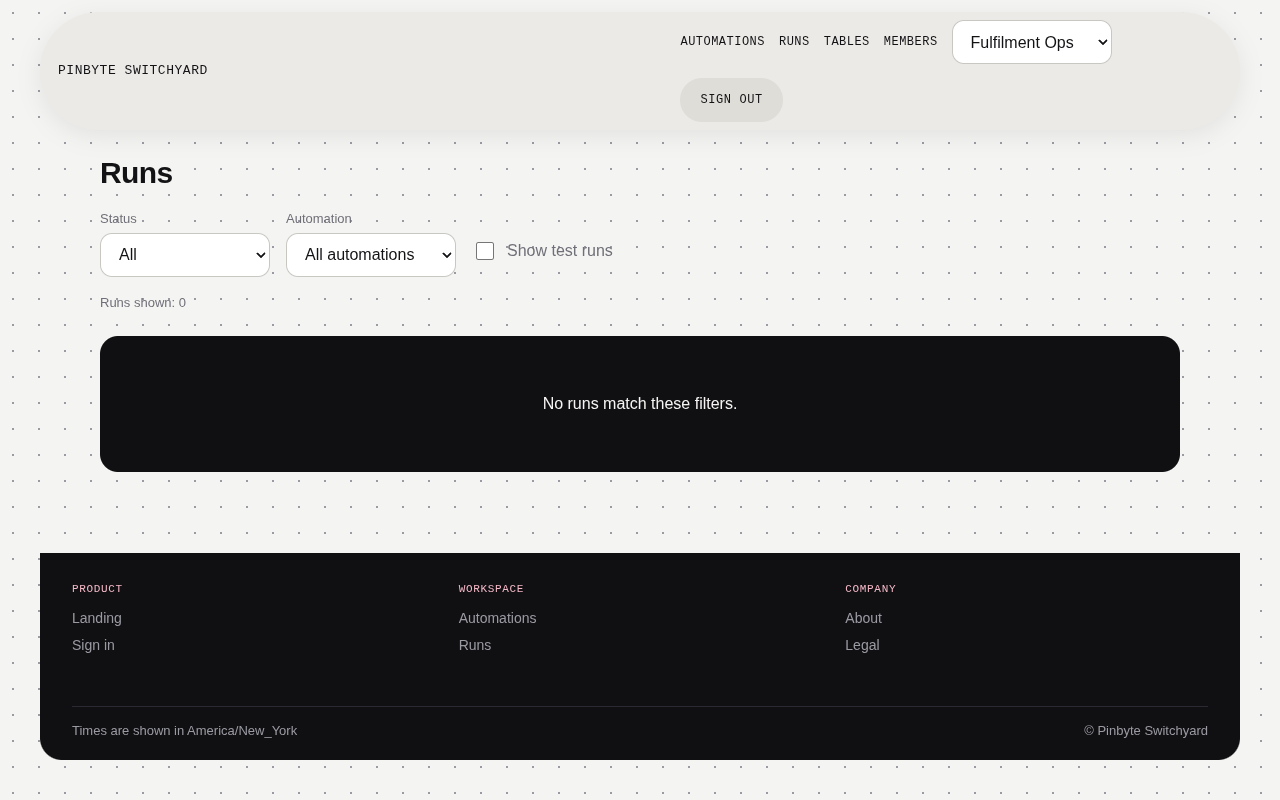 PINBYTE SWITCHYARD
AUTOMATIONS RUNS TABLES MEMBERS Fulfilment Ops
SIGN OUT
Runs
Status Automation
All All automations Show test runs
Runs shown: 0
No runs match these filters.
PRODUCT WORKSPACE COMPANY
Landing Automations About
Sign in Runs Legal
Times are shown in America/New_York © Pinbyte Switchyard